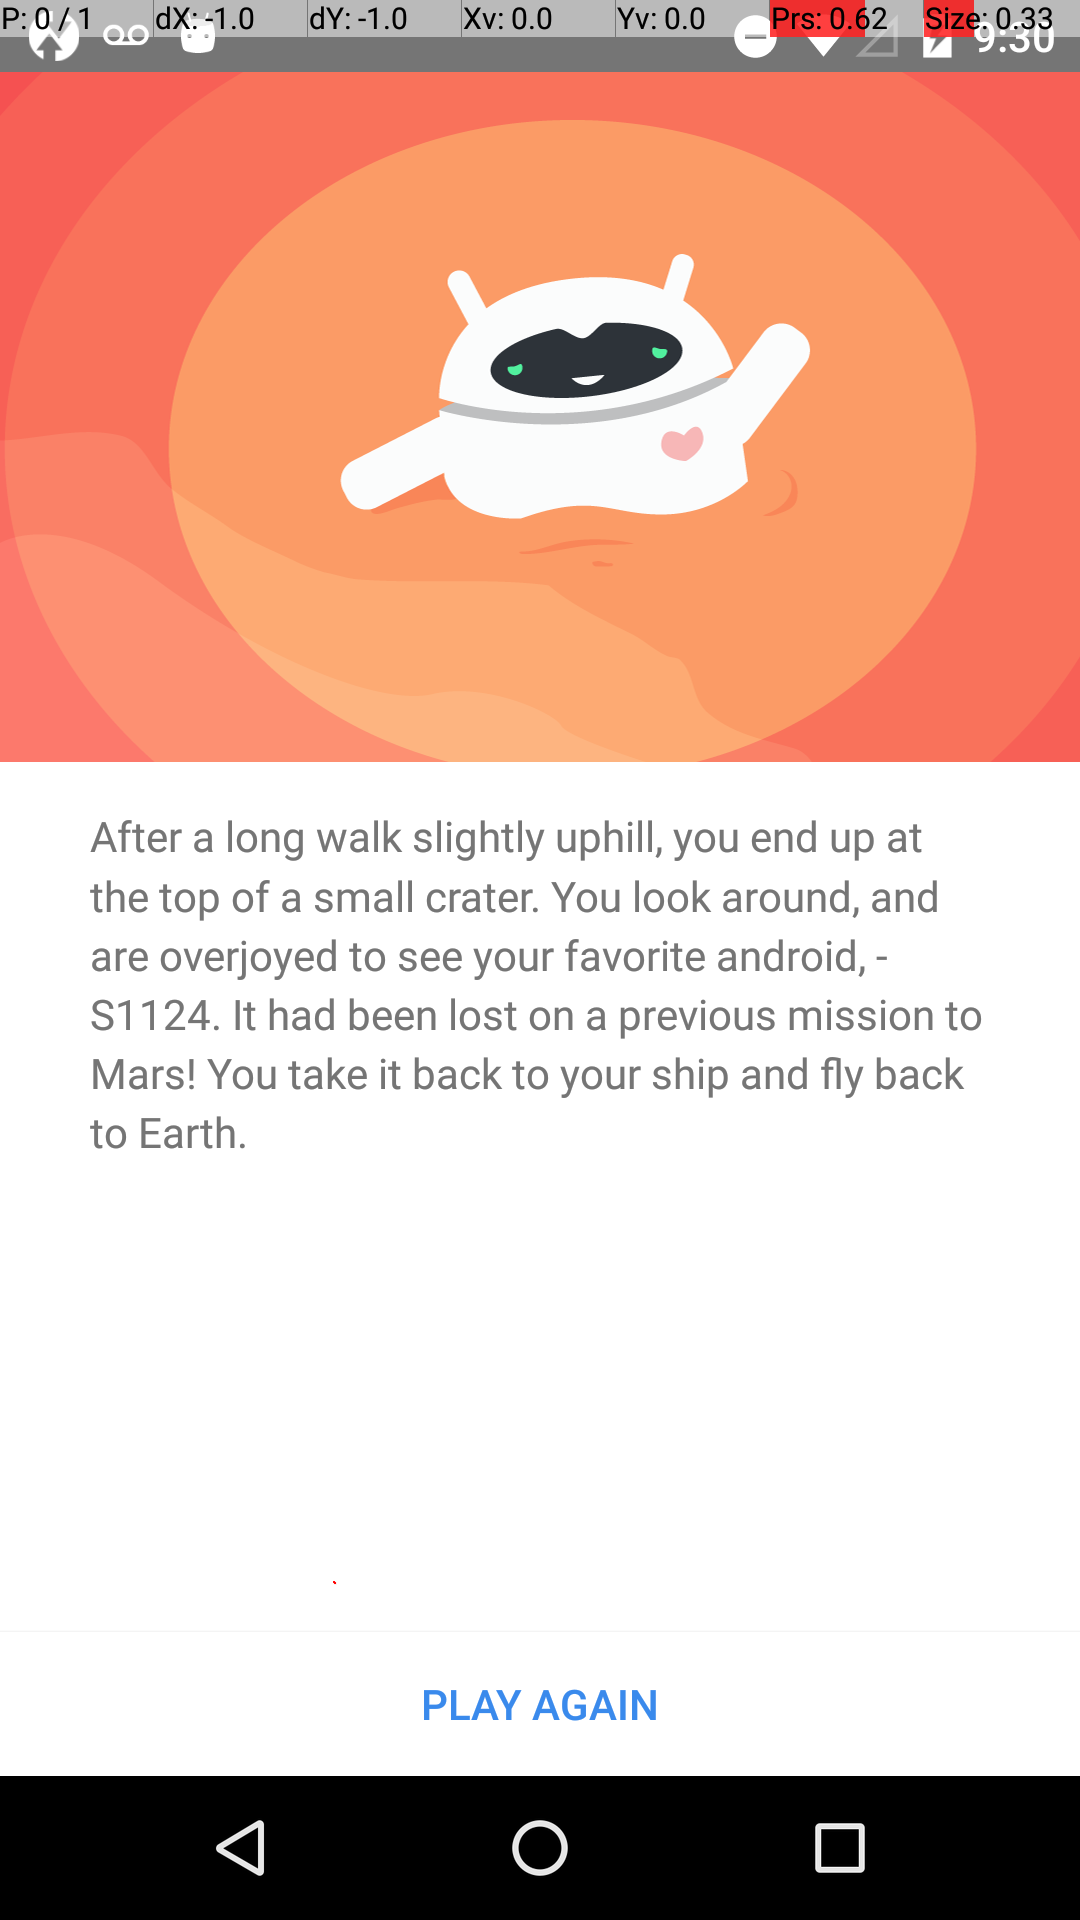 P: 0 / 1 dX: -1.0 dY: -1.0 Xv: 0.0 Yv: 0.0 Prs: 0.62 Size: 0.33
9:30
After a long walk slightly uphill, you end up at
the top of a small crater. You look around, and
are overjoyed to see your favorite android, -
S1124. It had been lost on a previous mission to
Mars! You take it back to your ship and fly back
to Earth.
PLAY AGAIN